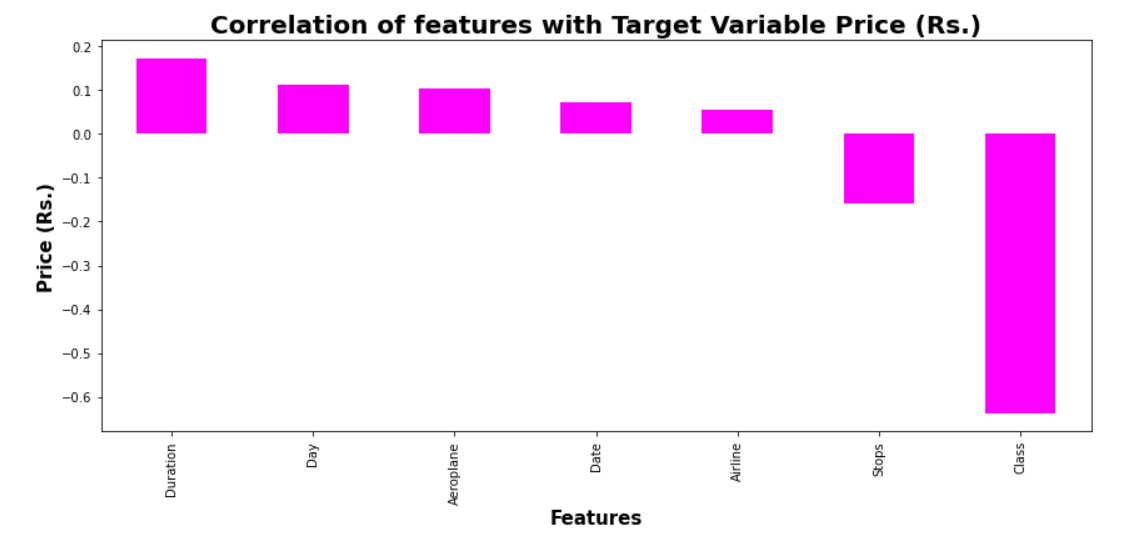 Correlation of features with Target Variable Price (Rs.)
0.2
0.1
0.0
−0.1
−0.2
−0.3
−0.4
−0.5
−0.6
Price (Rs.)
Duration
Day
Aeroplane
Date
Airline
Stops
Class
Features